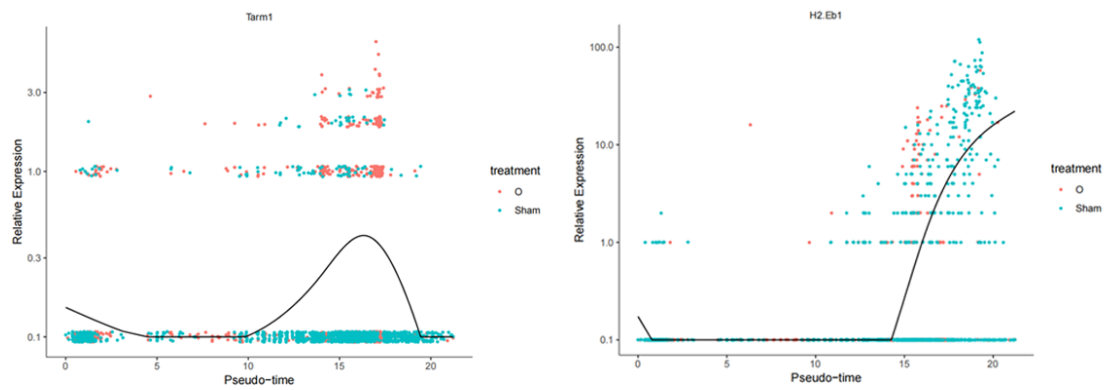 Tarm1
Relative Expression
3.0
1.0
0.3
0.1
0 5 10 15 20
Pseudo−time
treatment
O
Sham
H2.Eb1
Relative Expression
100.0
10.0
1.0
0.1
0 5 10 15 20
Pseudo−time
treatment
O
Sham